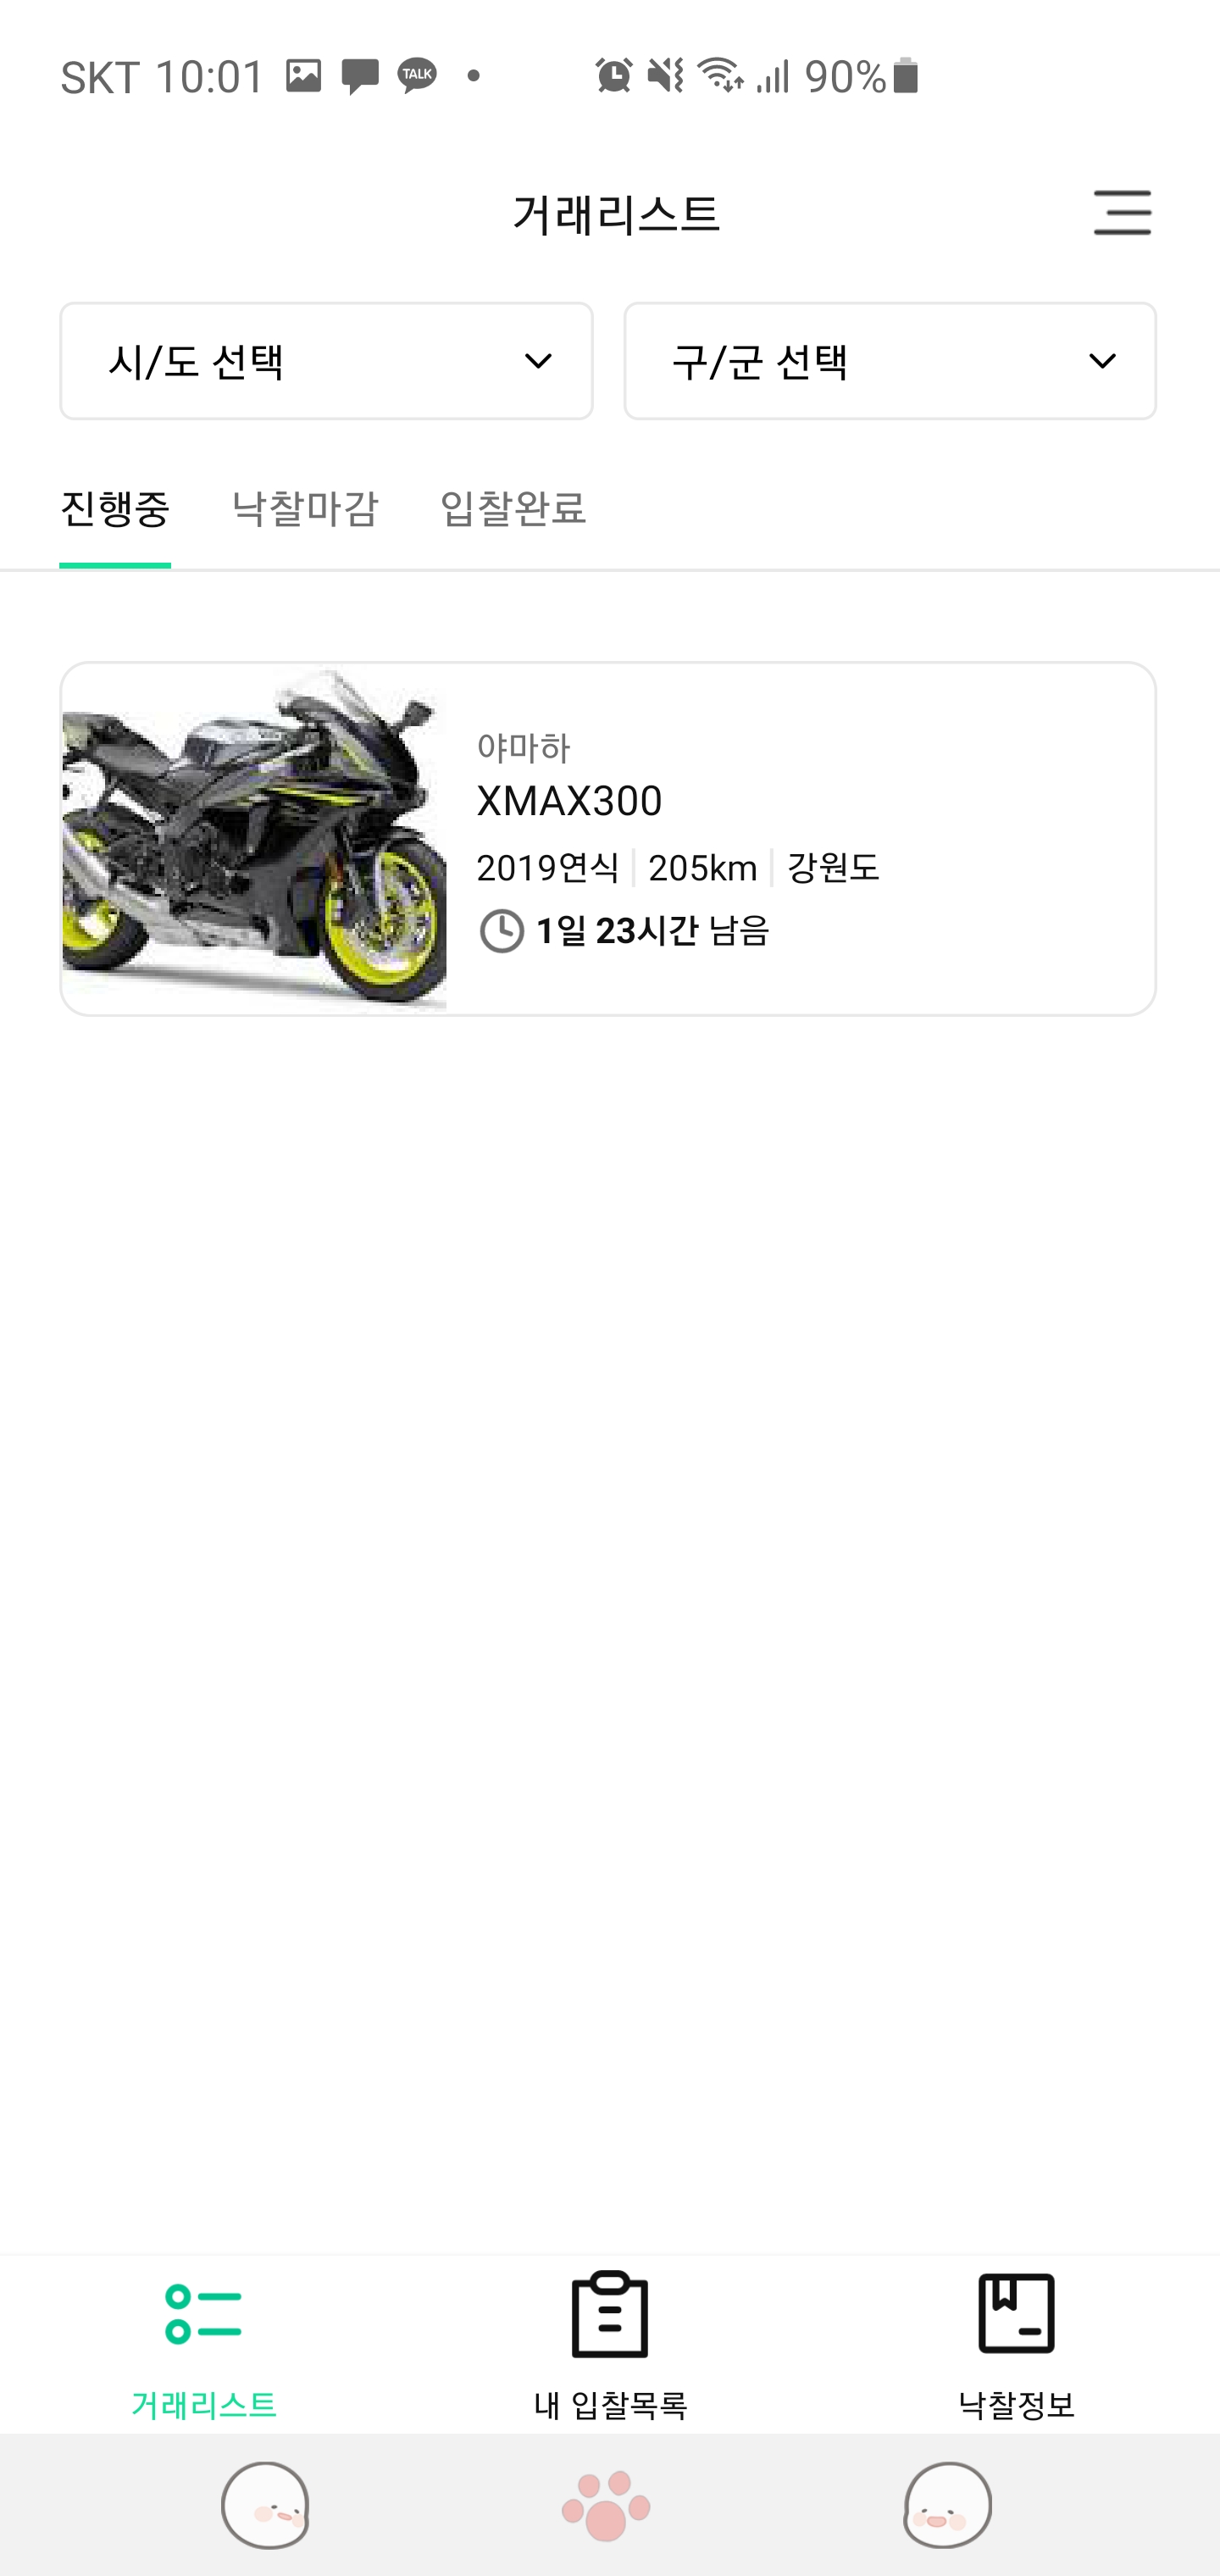 SKT 10:01 TALK 90%
거래리스트
시/도 선택 구/군 선택
진행중 낙찰마감 입찰완료
야마하
XMAX300
2019연식 205km 강원도
1일 23시간 남음
거래리스트 내 입찰목록 낙찰정보